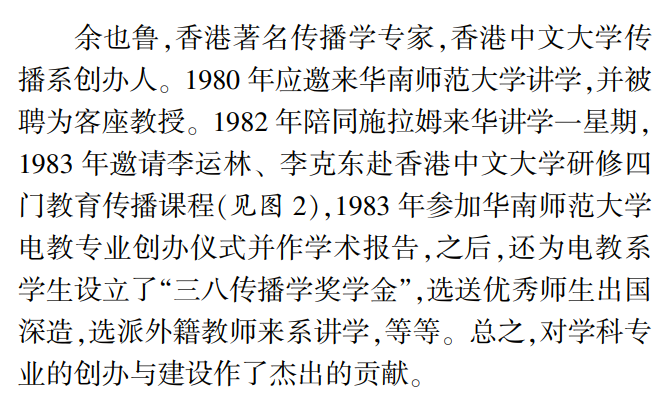 余也鲁,香港著名传播学专家,香港中文大学传
播系创办人。1980 年应邀来华南师范大学讲学,并被
聘为客座教授。1982 年陪同施拉姆来华讲学一星期,
1983 年邀请李运林、李克东赴香港中文大学研修四
门教育传播课程(见图 2),1983 年参加华南师范大学
电教专业创办仪式并作学术报告,之后,还为电教系
学生设立了“三八传播学奖学金”,选送优秀师生出国
深造,选派外籍教师来系讲学,等等。总之,对学科专
业的创办与建设作了杰出的贡献。